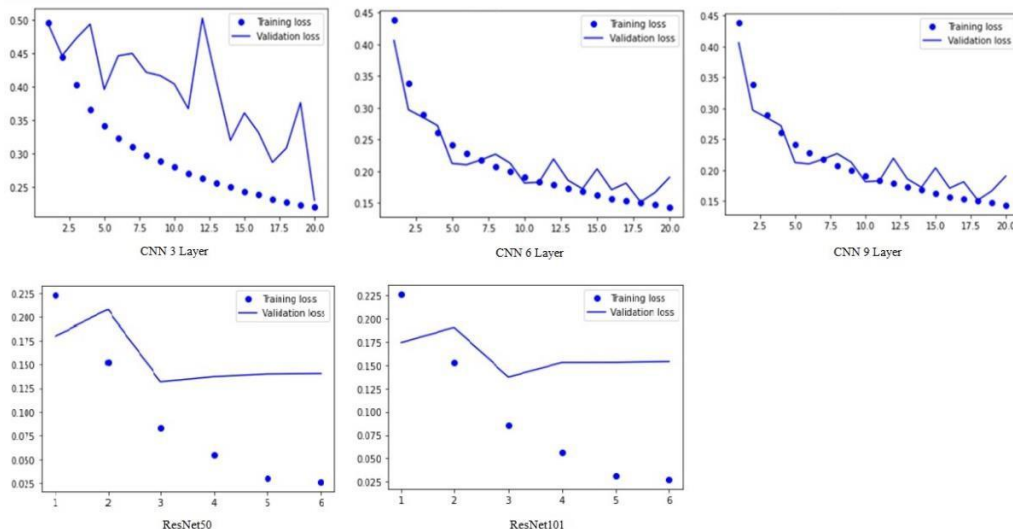 0.50
0.45
0.40
0.35
0.30
0.25
Training loss
Validation loss
2.5 5.0 7.5 10.0 12.5 15.0 17.5 20.0
CNN 3 Layer
0.45
0.40
0.35
0.30
0.25
0.20
0.15
Training loss
Validation loss
2.5 5.0 7.5 10.0 12.5 15.0 17.5 20.0
CNN 6 Layer
0.45
0.40
0.35
0.30
0.25
0.20
0.15
Training loss
Validation loss
2.5 5.0 7.5 10.0 12.5 15.0 17.5 20.0
CNN 9 Layer
0.225
0.200
0.175
0.150
0.125
0.100
0.075
0.050
0.025
Training loss
Validation loss
1 2 3 4 5 6
ResNet50
0.225
0.200
0.175
0.150
0.125
0.100
0.075
0.050
0.025
Training loss
Validation loss
1 2 3 4 5 6
ResNet101